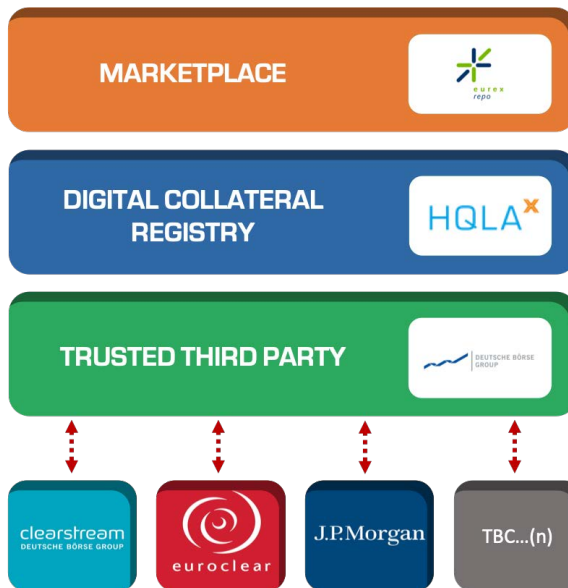 MARKETPLACE
eurex
repo
DIGITAL COLLATERAL
REGISTRY
HQLAX
TRUSTED THIRD PARTY
DEUTSCHE BÖRSE
GROUP
clearstream
DEUTSCHE BÖRSE GROUP
euroclear
J.P.Morgan
TBC...(n)